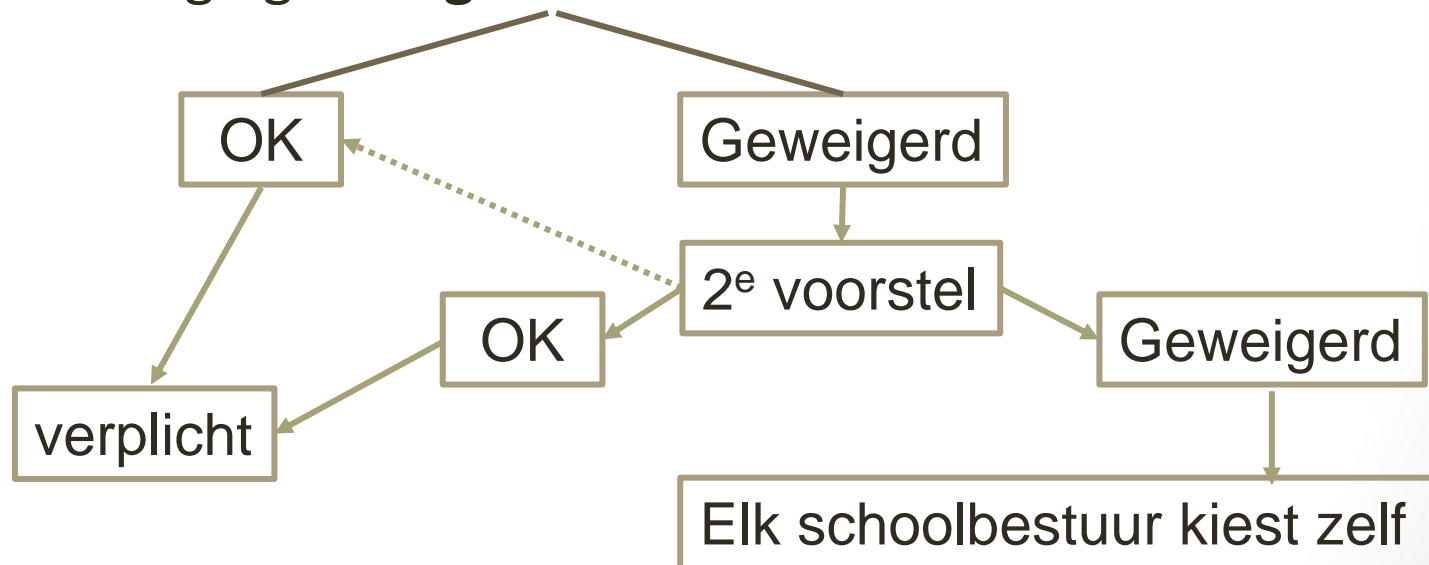 OK
Geweigerd
2e voorstel
OK
Geweigerd
verplicht
Elk schoolbestuur kiest zelf